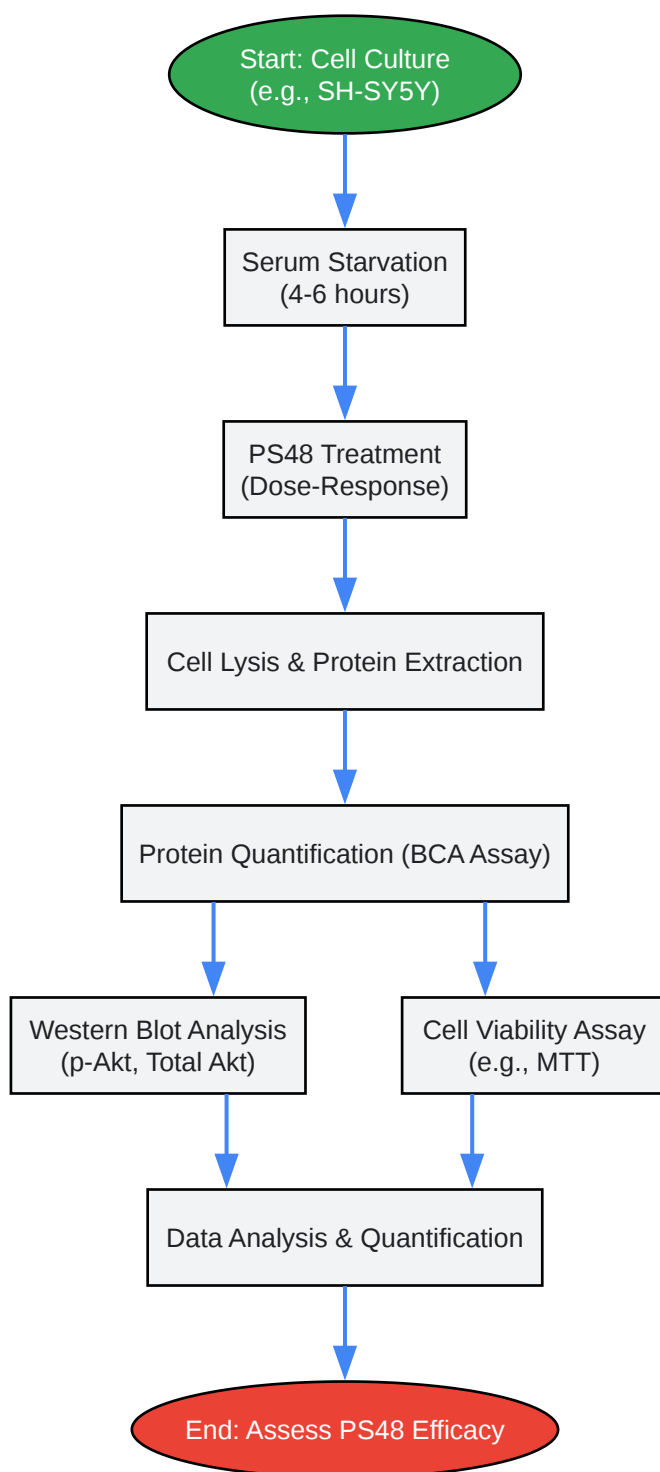 Start: Cell Culture
(e.g., SH-SY5Y)
Serum Starvation
(4-6 hours)
PS48 Treatment
(Dose-Response)
Cell Lysis & Protein Extraction
Protein Quantification (BCA Assay)
Western Blot Analysis
(p-Akt, Total Akt)
Cell Viability Assay
(e.g., MTT)
Data Analysis & Quantification
End: Assess PS48 Efficacy